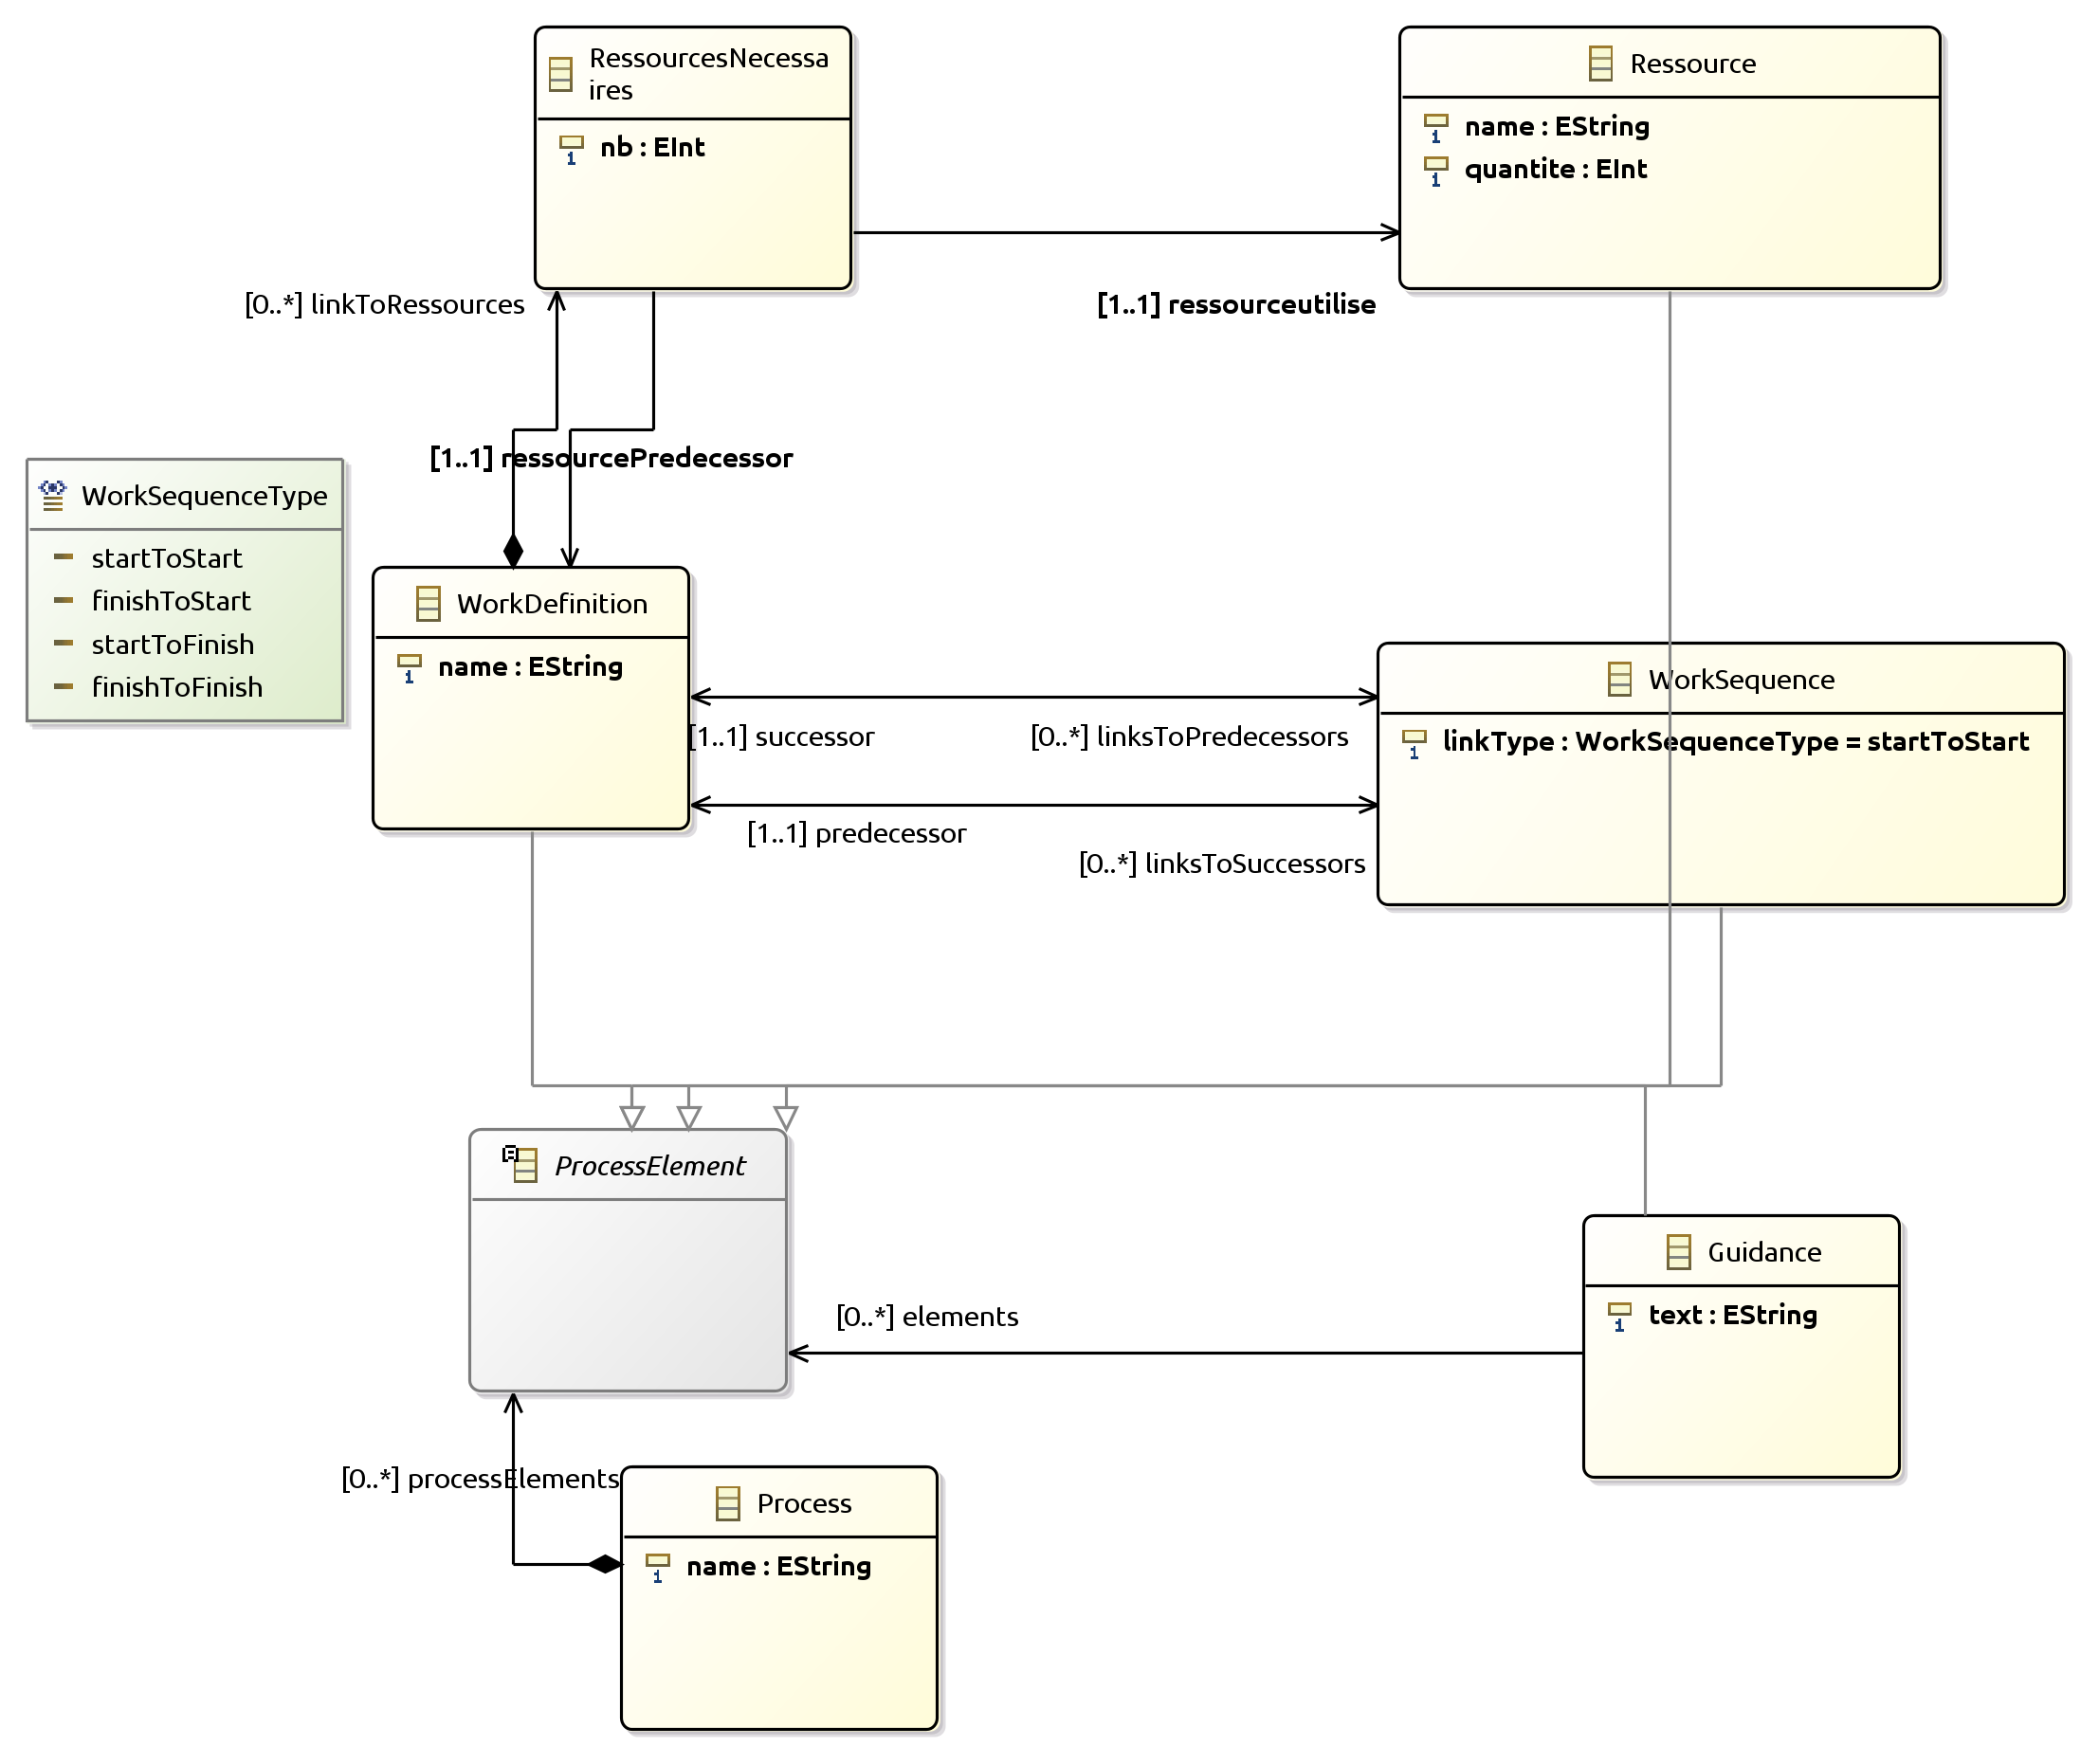 RessourcesNecessa
ires
nb : EInt
Ressource
name : EString
quantite : EInt
[0..*] linkToRessources
[1..1] ressourceutilise
[1..1] ressourcePredecessor
WorkSequenceType
startToStart
finishToStart
startToFinish
finishToFinish
WorkDefinition
name : EString
WorkSequence
linkType : WorkSequenceType = startToStart
[1..1] successor
[0..*] linksToPredecessors
[1..1] predecessor
[0..*] linksToSuccessors
ProcessElement
Guidance
text : EString
[0..*] elements
[0..*] processElements
Process
name : EString